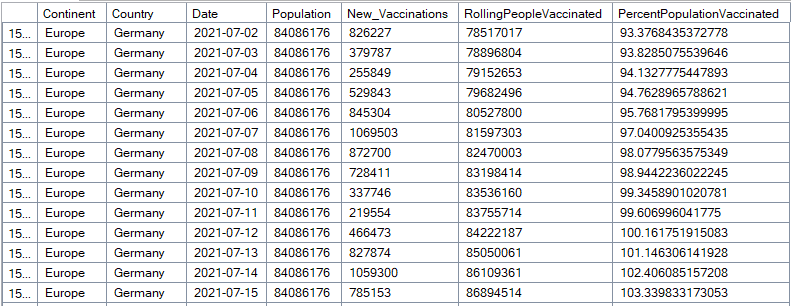 Continent Country Date Population New_Vaccinations RollingPeopleVaccinated PercentPopulationVaccinated
15... Europe Germany 2021-07-02 84086176 826227 78517017 93.3768435372778
15... Europe Germany 2021-07-03 84086176 379787 78896804 93.8285075539646
15... Europe Germany 2021-07-04 84086176 255849 79152653 94.1327775447893
15... Europe Germany 2021-07-05 84086176 529843 79682496 94.7628965788621
15... Europe Germany 2021-07-06 84086176 845304 80527800 95.7681795399995
15... Europe Germany 2021-07-07 84086176 1069503 81597303 97.0400925355435
15... Europe Germany 2021-07-08 84086176 872700 82470003 98.0779563575349
15... Europe Germany 2021-07-09 84086176 728411 83198414 98.9442236022245
15... Europe Germany 2021-07-10 84086176 337746 83536160 99.3458901020781
15... Europe Germany 2021-07-11 84086176 219554 83755714 99.606996041775
15... Europe Germany 2021-07-12 84086176 466473 84222187 100.161751915083
15... Europe Germany 2021-07-13 84086176 827874 85050061 101.146306141928
15... Europe Germany 2021-07-14 84086176 1059300 86109361 102.406085157208
15... Europe Germany 2021-07-15 84086176 785153 86894514 103.339833173053